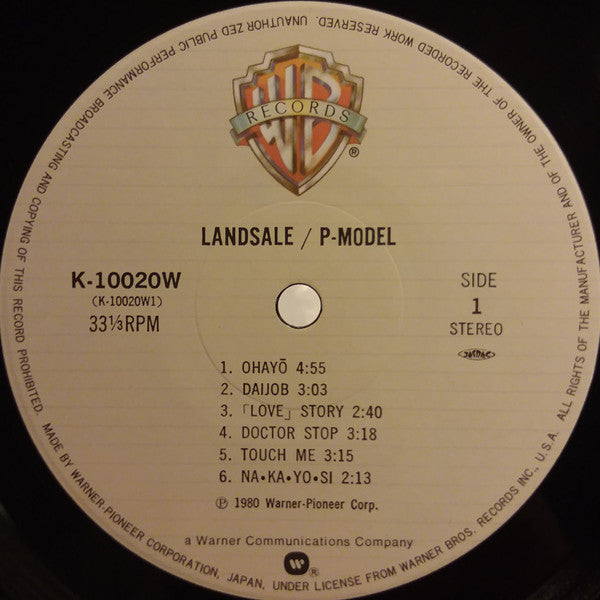 WB
RECORDS
®
LANDSALE / P-MODEL
K-10020W
(K-10020W1)
33⅓RPM
SIDE
1
STEREO
JASRAC
1. OHAYŌ 4:55
2. DAIJOB 3:03
3. 「LOVE」 STORY 2:40
4. DOCTOR STOP 3:18
5. TOUCH ME 3:15
6. NA•KA•YO•SI 2:13
℗ 1980 Warner-Pioneer Corp.
a Warner Communications Company
®
MADE BY WARNER-PIONEER CORPORATION, JAPAN, UNDER LICENSE FROM WARNER BROS. RECORDS INC., U.S.A. ALL RIGHTS OF THE MANUFACTURER AND OF THE OWNER OF THE RECORDED WORK RESERVED. UNAUTHORIZED PUBLIC PERFORMANCE BROADCASTING AND COPYING OF THIS RECORD PROHIBITED.